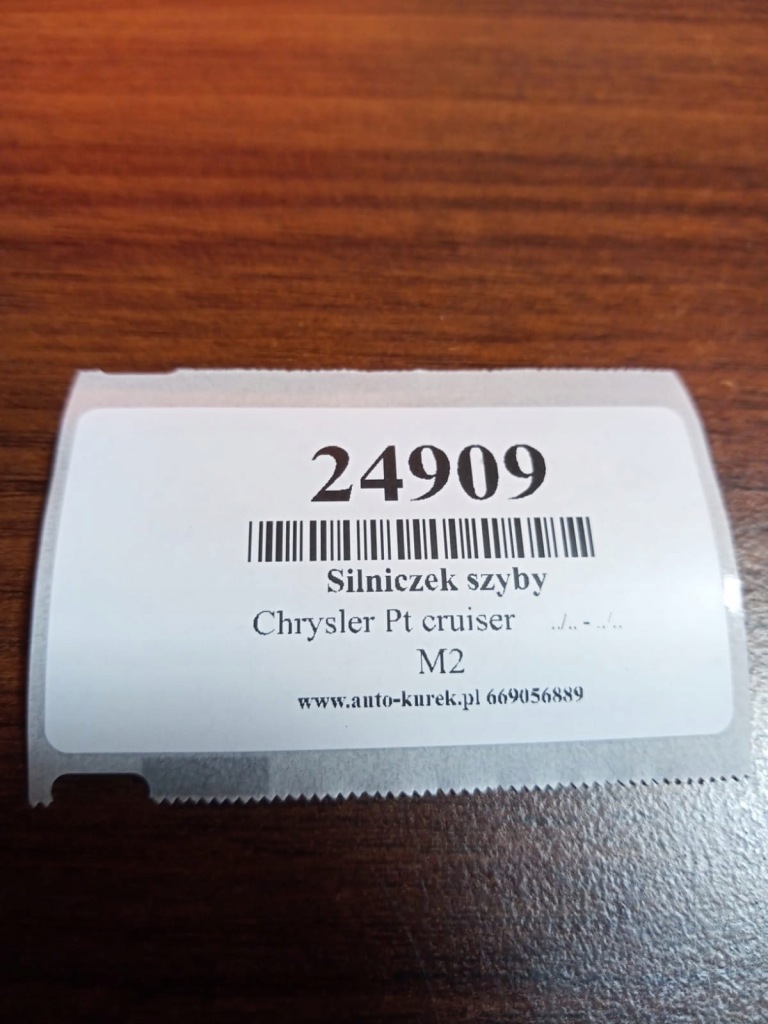 24909
Silniczek szyby
Chrysler Pt cruiser ../.. - ../..
M2
www.auto-kurek.pl 669056889